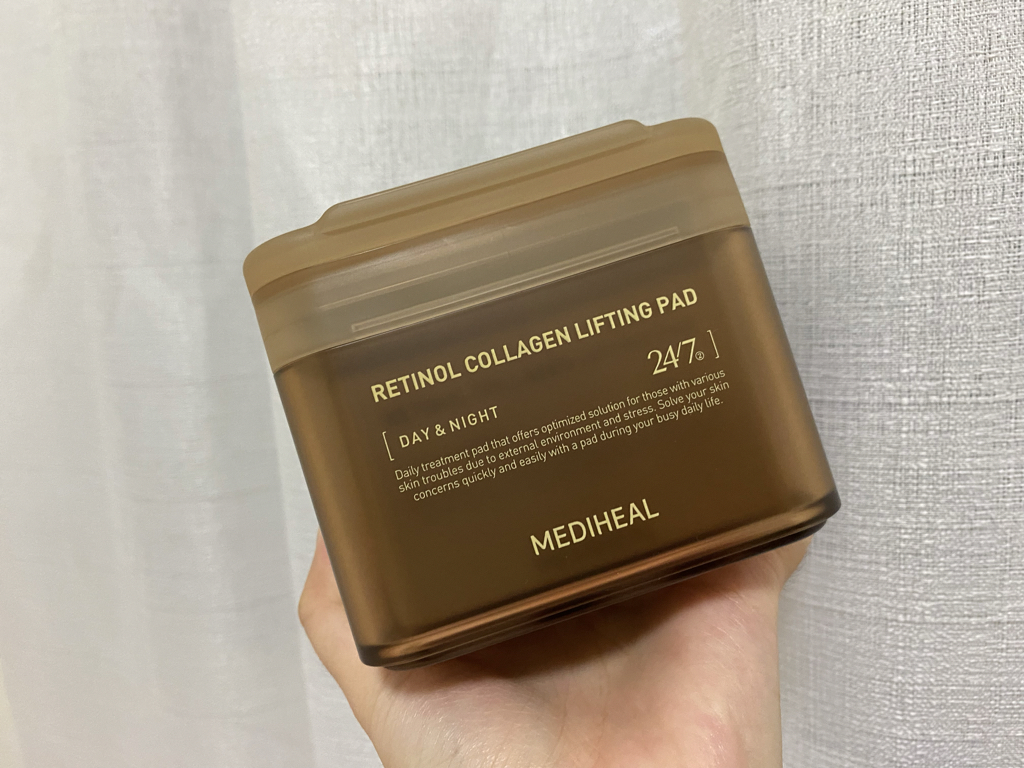 RETINOL COLLAGEN LIFTING PAD
[ DAY & NIGHT 24/7② ]
Daily treatment pad that offers optimized solution for those with various
skin troubles due to external environment and stress. Solve your skin
concerns quickly and easily with a pad during your busy daily life.
MEDIHEAL